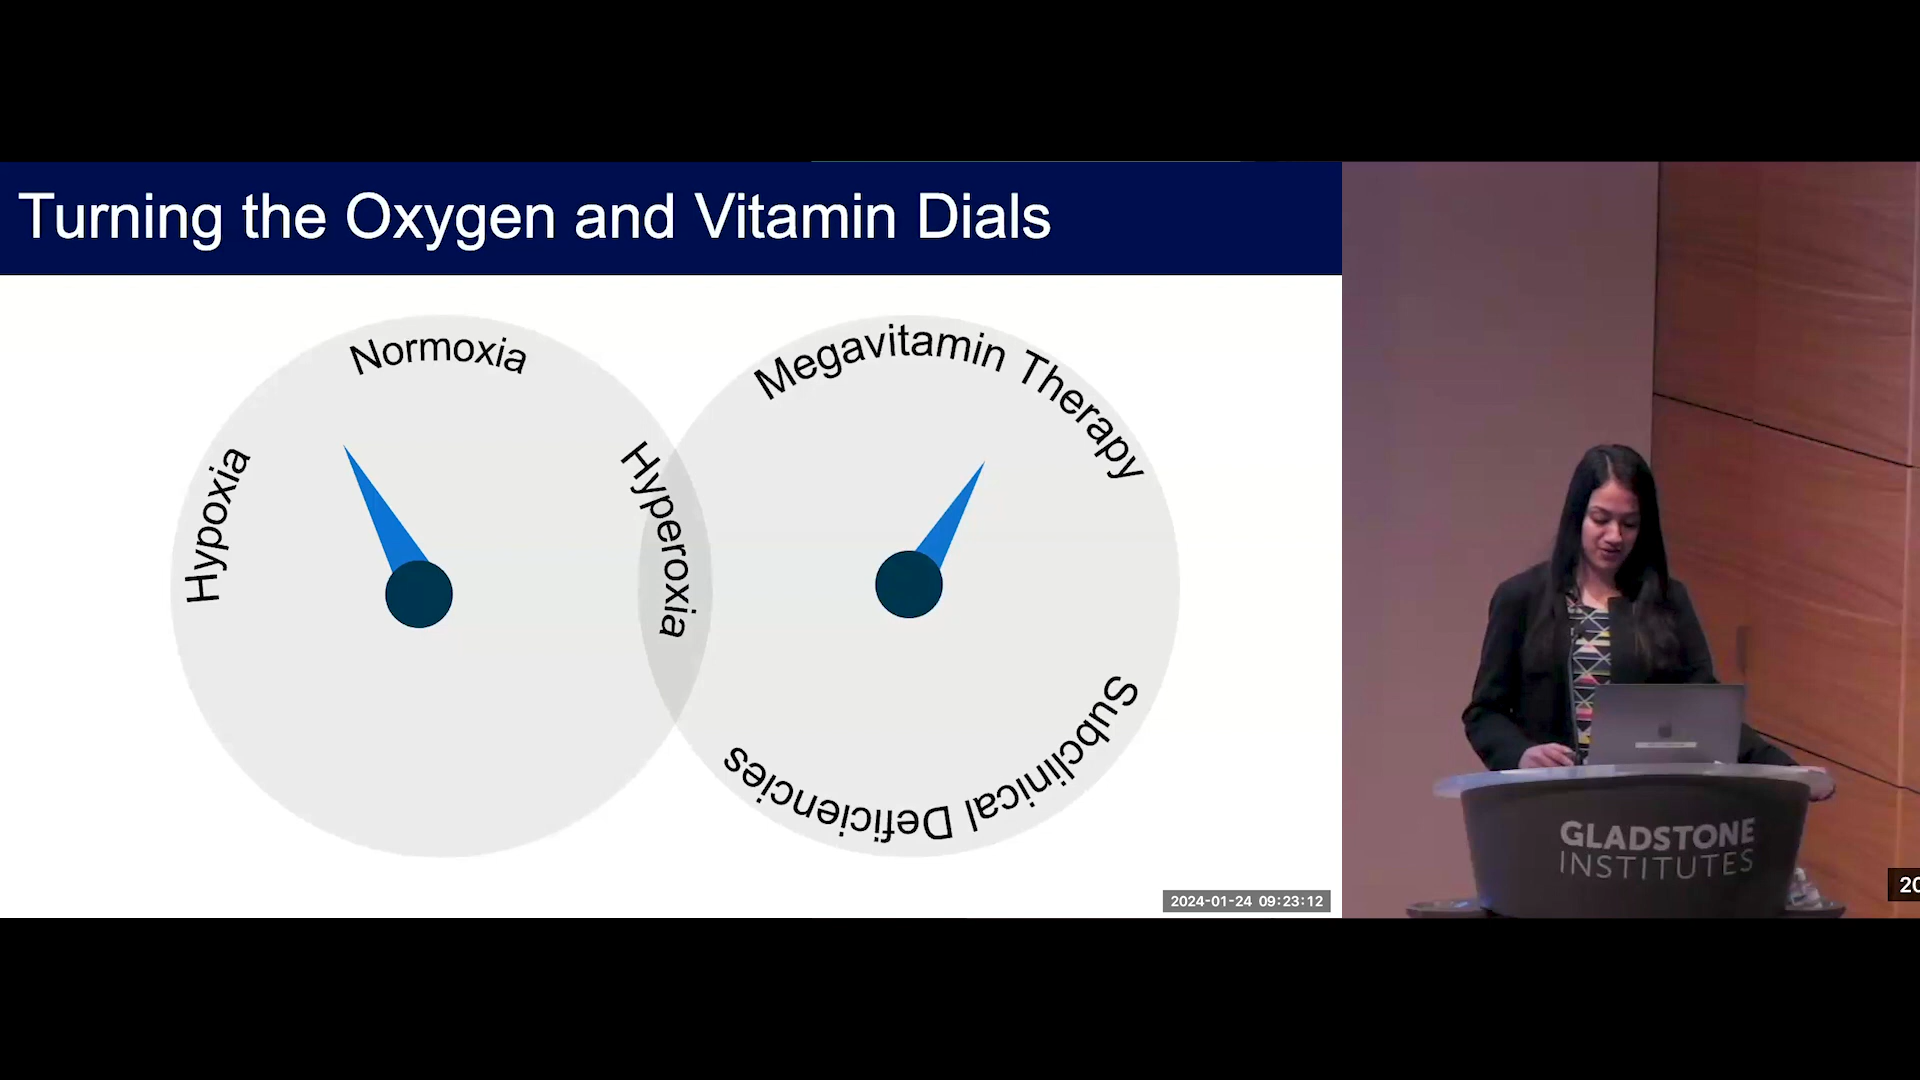 Turning the Oxygen and Vitamin Dials
Normoxia
Hypoxia
Hyperoxia
Megavitamin Therapy
Subclinical Deficiencies
2024-01-24 09:23:12
GLADSTONE
INSTITUTES
20